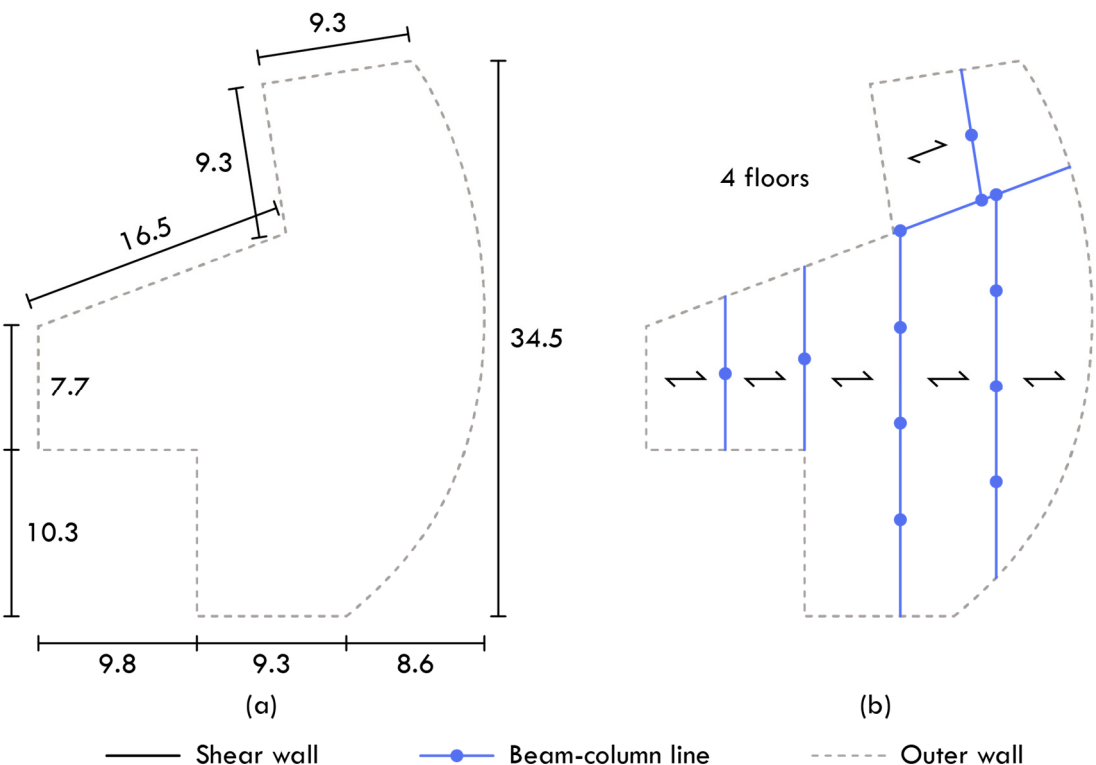 9.3
9.3
16.5
4 floors
7.7
34.5
10.3
9.8
9.3
8.6
(a)
(b)
Shear wall
Beam-column line
Outer wall